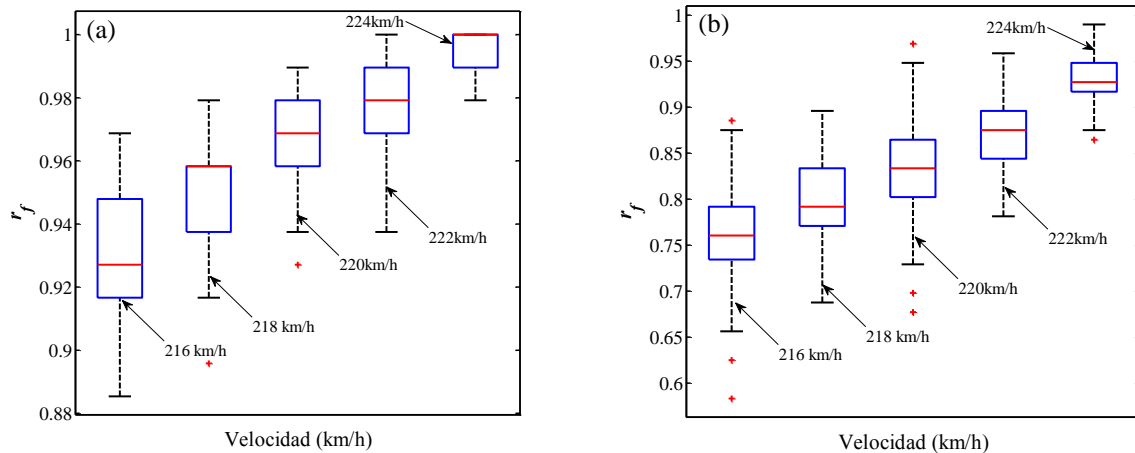 (a)
224km/h
1
0.98
0.96
0.94
0.92
0.9
0.88
r_f
222km/h
220km/h
218 km/h
216 km/h
Velocidad (km/h)
(b)
224km/h
1
0.95
0.9
0.85
0.8
0.75
0.7
0.65
0.6
r_f
222km/h
220km/h
218 km/h
216 km/h
Velocidad (km/h)